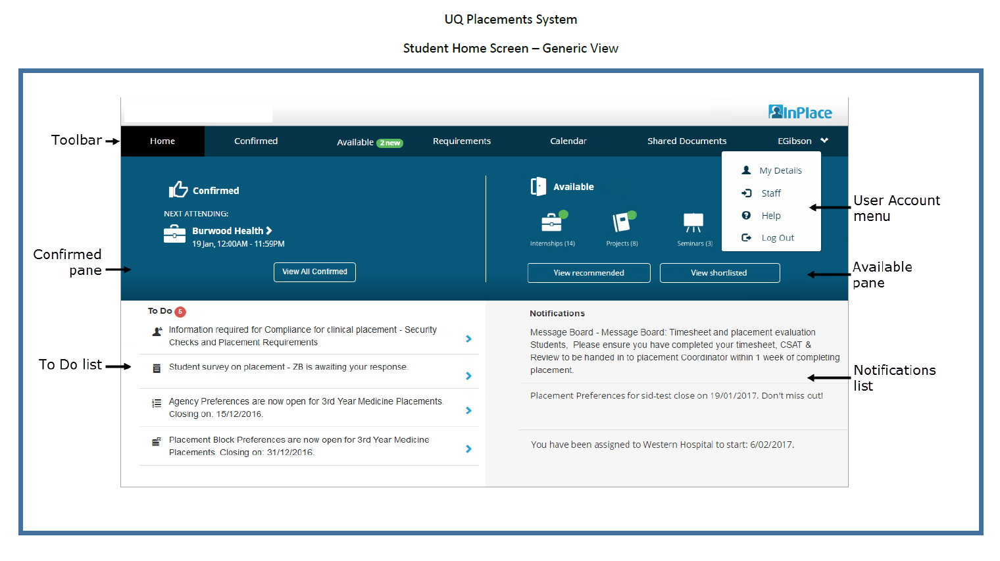 UQ Placements System
Student Home Screen – Generic View
InPlace
Toolbar
Home
Confirmed
Available 2 new
Requirements
Calendar
Shared Documents
EGibson
My Details
Staff
Help
Log Out
User Account
menu
Confirmed
NEXT ATTENDING:
Burwood Health
19 Jan, 12:00AM - 11:59PM
View All Confirmed
Confirmed
pane
Available
Internships (14)
Projects (8)
Seminars (3)
View recommended
View shortlisted
Available
pane
To Do 5
Information required for Compliance for clinical placement - Security
Checks and Placement Requirements
Student survey on placement - ZB is awaiting your response.
Agency Preferences are now open for 3rd Year Medicine Placements.
Closing on: 15/12/2016.
Placement Block Preferences are now open for 3rd Year Medicine
Placements. Closing on: 31/12/2016.
To Do list
Notifications
Message Board - Message Board: Timesheet and placement evaluation
Students,  Please ensure you have completed your timesheet, CSAT &
Review to be handed in to placement Coordinator within 1 week of completing
placement.
Placement Preferences for sid-test close on 19/01/2017. Don't miss out!
You have been assigned to Western Hospital to start: 6/02/2017.
Notifications
list